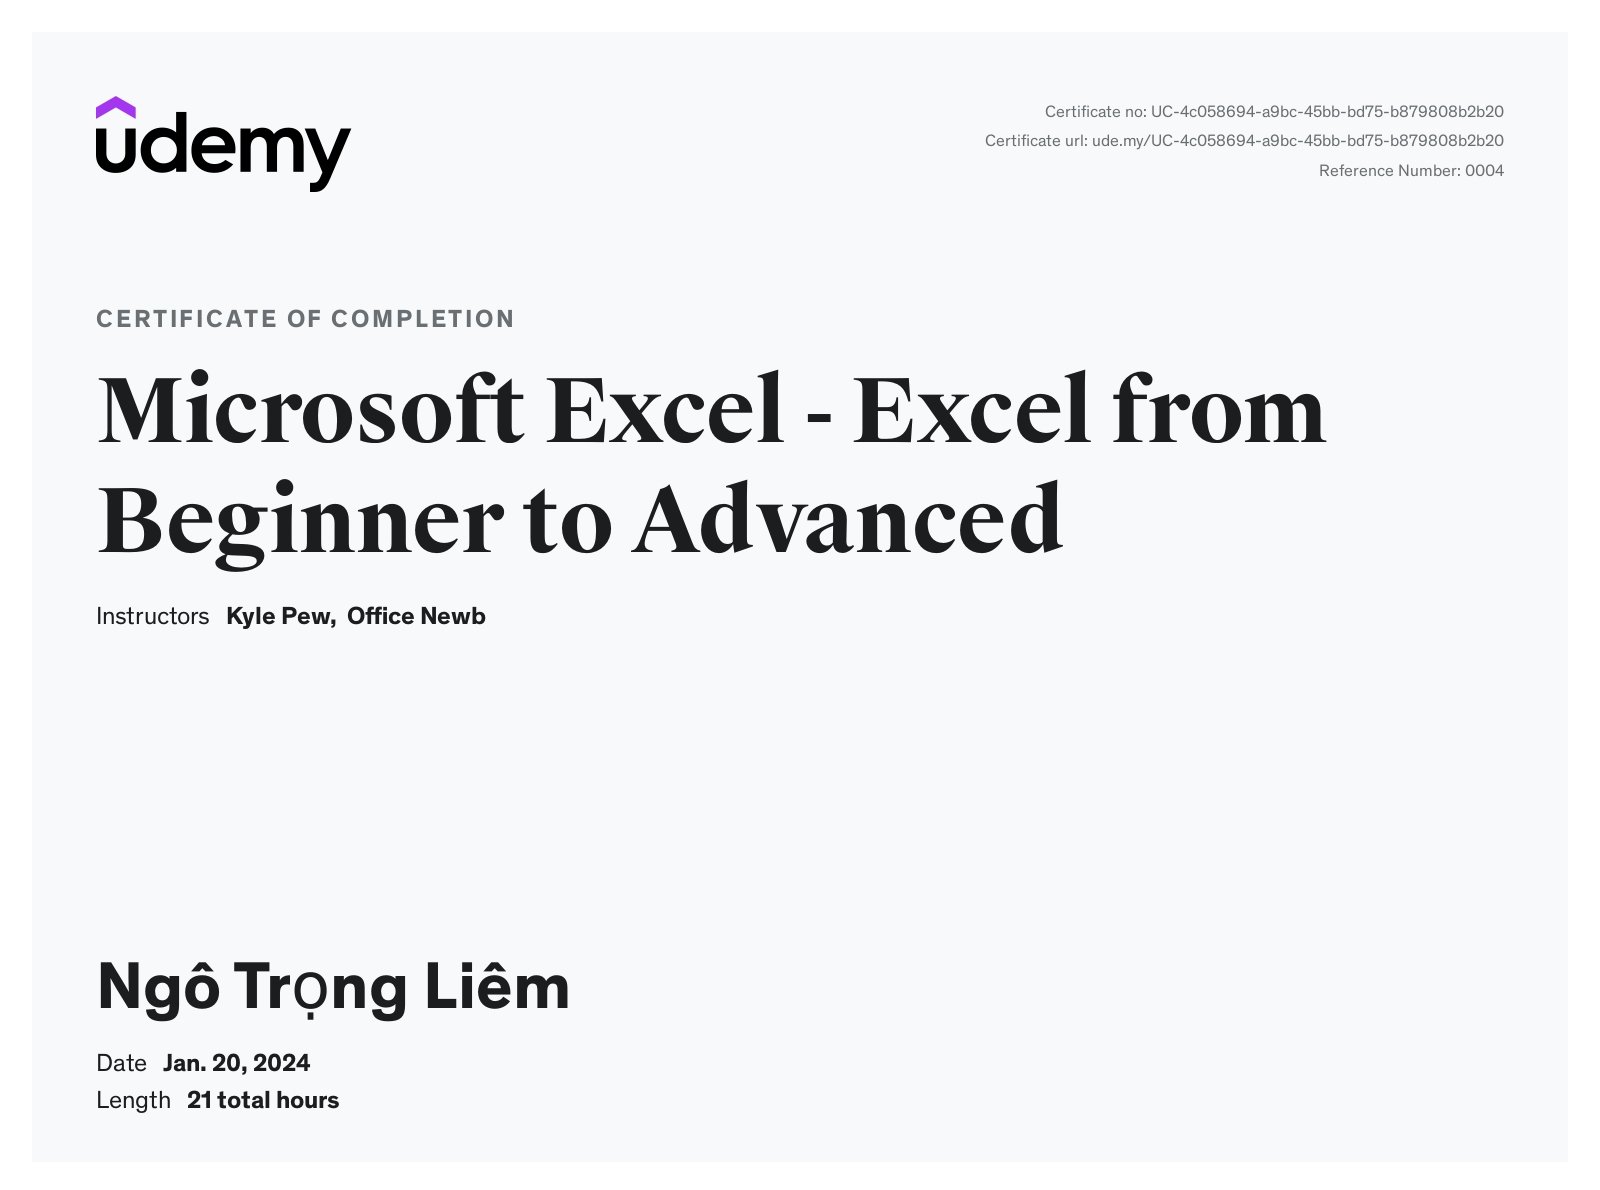 udemy
Certificate no: UC-4c058694-a9bc-45bb-bd75-b879808b2b20
Certificate url: ude.my/UC-4c058694-a9bc-45bb-bd75-b879808b2b20
Reference Number: 0004
CERTIFICATE OF COMPLETION
Microsoft Excel - Excel from
Beginner to Advanced
Instructors Kyle Pew, Office Newb
Ngô Trọng Liêm
Date Jan. 20, 2024
Length 21 total hours